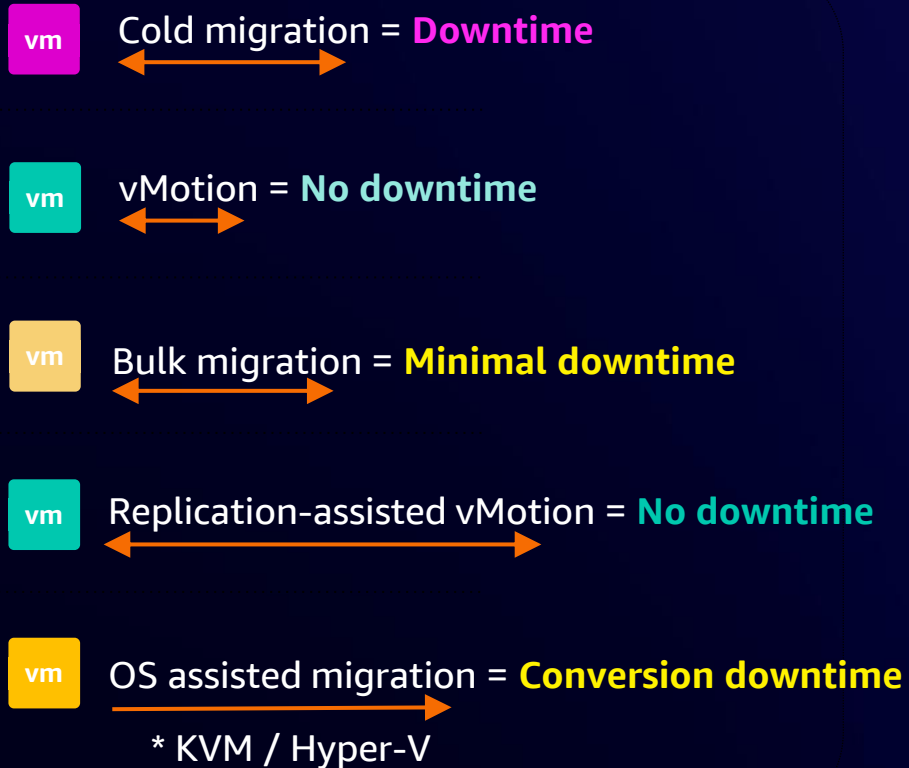 vm Cold migration = Downtime
vm vMotion = No downtime
vm Bulk migration = Minimal downtime
vm Replication-assisted vMotion = No downtime
vm OS assisted migration = Conversion downtime
* KVM / Hyper-V